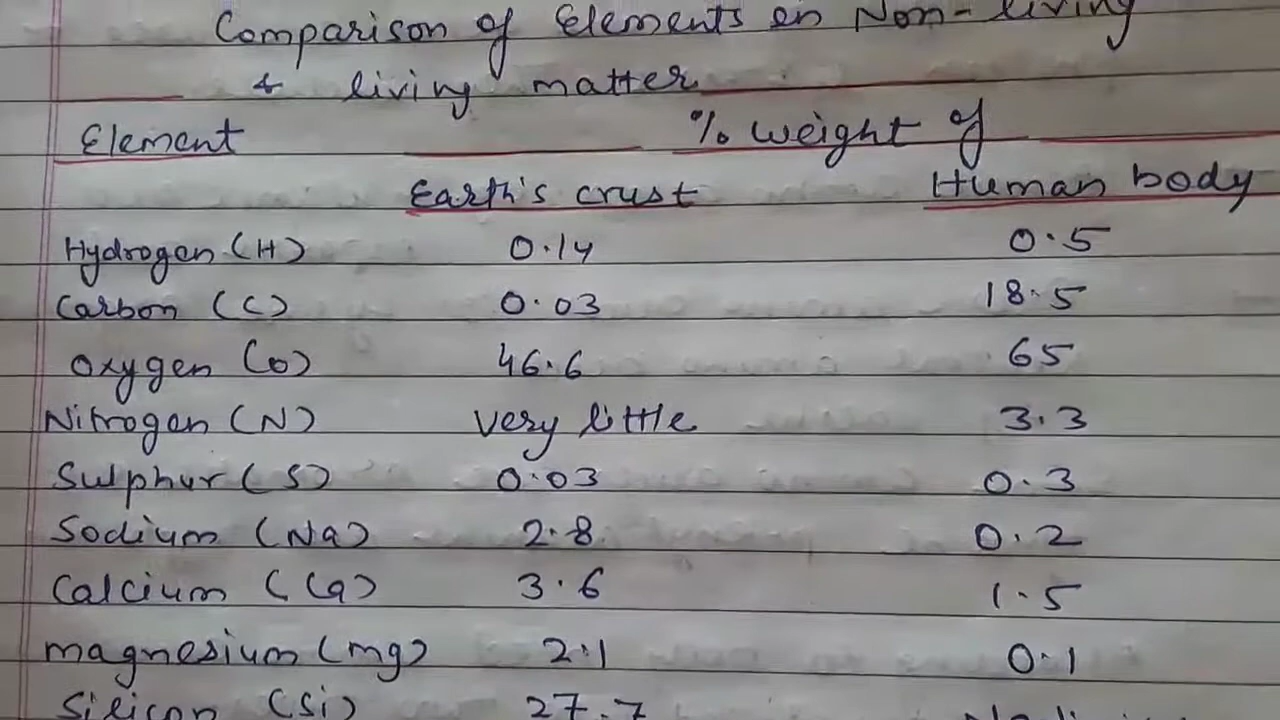 Comparison of Elements in Non-living
& living matter
Element % weight of
Earth's crust Human body
Hydrogen (H) 0.14 0.5
Carbon (C) 0.03 18.5
Oxygen (O) 46.6 65
Nitrogen (N) very little 3.3
Sulphur (S) 0.03 0.3
Sodium (Na) 2.8 0.2
Calcium (Ca) 3.6 1.5
magnesium (mg) 2.1 0.1
Silicon (Si) 27.7